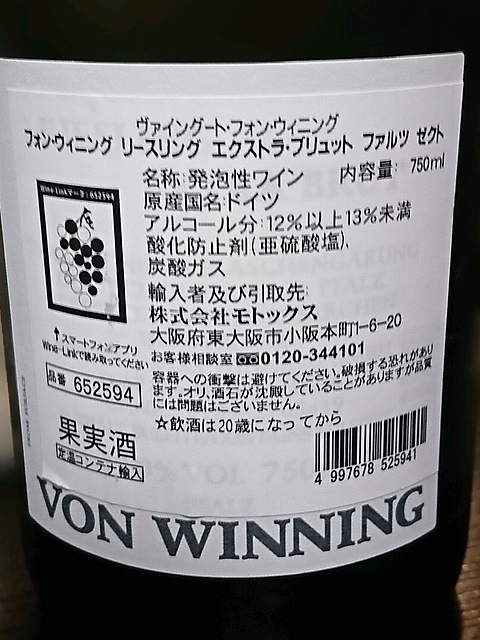 ヴァイングート・フォン・ウィニング
フォン・ウィニング リースリング エクストラ・ブリュット ファルツ ゼクト
名称:発泡性ワイン 内容量: 750ml
原産国名:ドイツ
アルコール分:12%以上13%未満
酸化防止剤(亜硫酸塩)、
炭酸ガス
輸入者及び引取先:
株式会社モトックス
大阪府東大阪市小阪本町1-6-20
お客様相談室 0120-344101
Wine-Linkマーク:652594
↑スマートフォンアプリ
Wine-Linkで読み取ってください
品番 652594
容器への衝撃は避けてください。破損する恐れがあり
ます。オリ、酒石が沈殿していることがありますが品質
には問題はございません。
☆飲酒は20歳になってから
果実酒
定温コンテナ輸入
4 997678 525941
VON WINNING